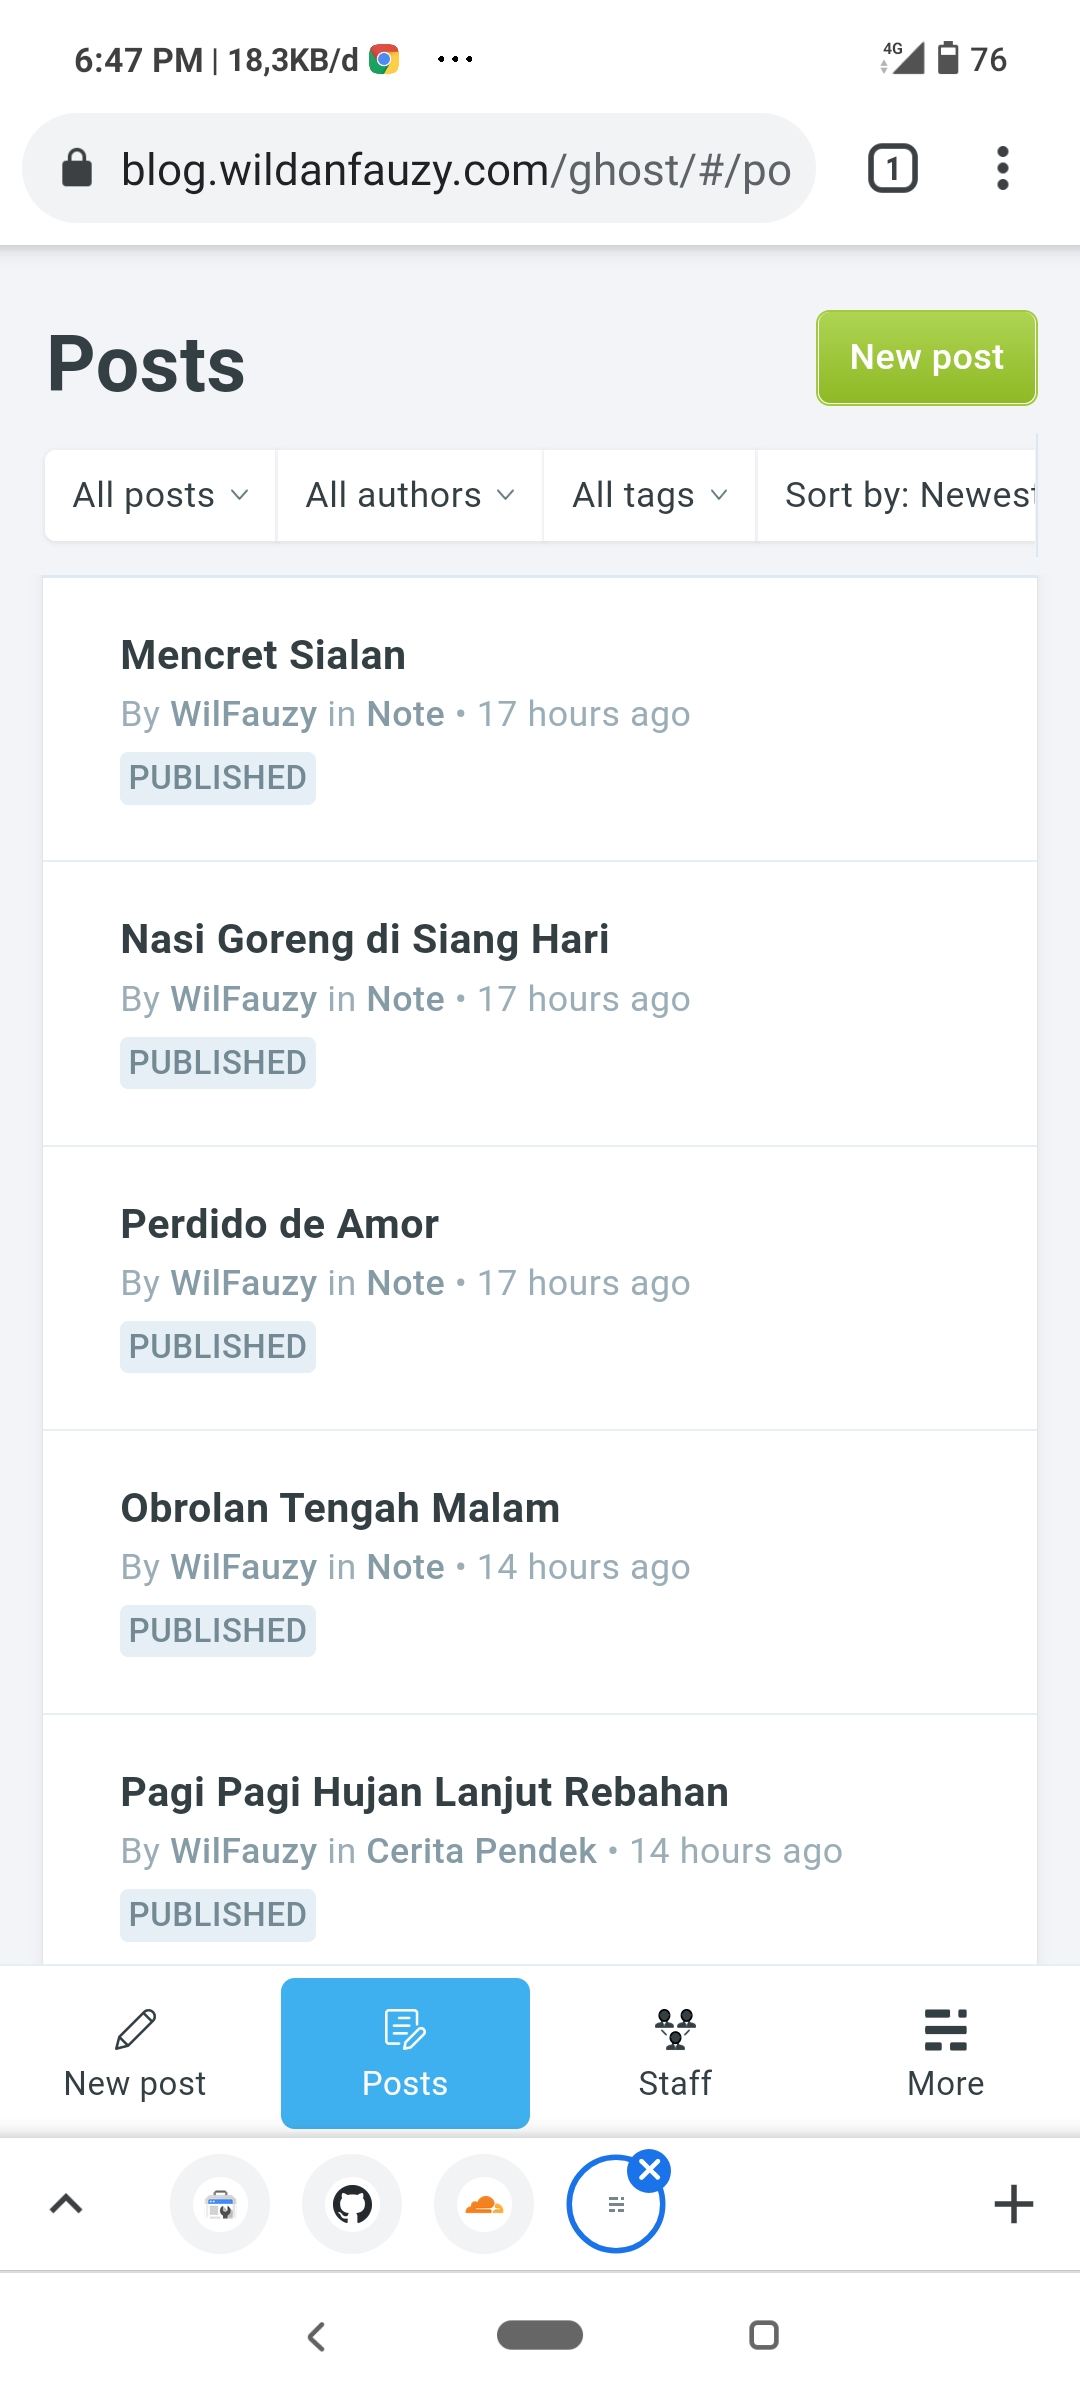 6:47 PM | 18,3KB/d ...
4G 76
blog.wildanfauzy.com/ghost/#/po
1
Posts
New post
All posts
All authors
All tags
Sort by: Newest
Mencret Sialan
By WilFauzy in Note • 17 hours ago
PUBLISHED
Nasi Goreng di Siang Hari
By WilFauzy in Note • 17 hours ago
PUBLISHED
Perdido de Amor
By WilFauzy in Note • 17 hours ago
PUBLISHED
Obrolan Tengah Malam
By WilFauzy in Note • 14 hours ago
PUBLISHED
Pagi Pagi Hujan Lanjut Rebahan
By WilFauzy in Cerita Pendek • 14 hours ago
PUBLISHED
New post
Posts
Staff
More